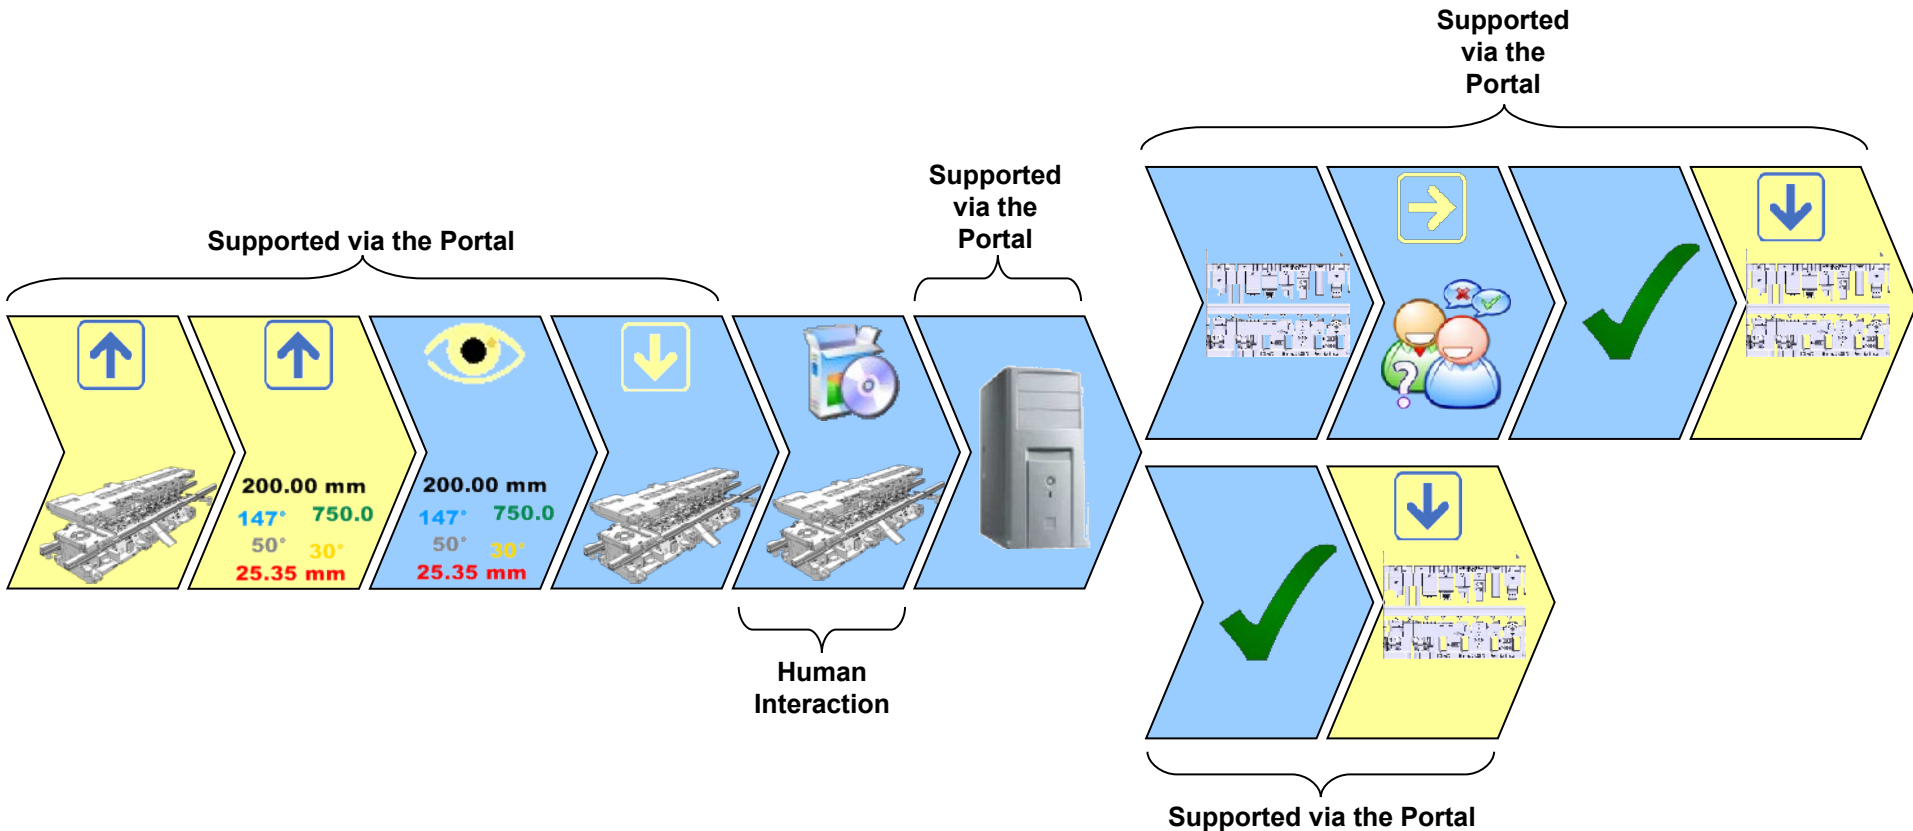 Supported
via the
Portal
Supported
via the
Portal
Supported via the Portal
200.00 mm
147° 750.0
50° 30°
25.35 mm
200.00 mm
147° 750.0
50° 30°
25.35 mm
?
Human
Interaction
Supported via the Portal